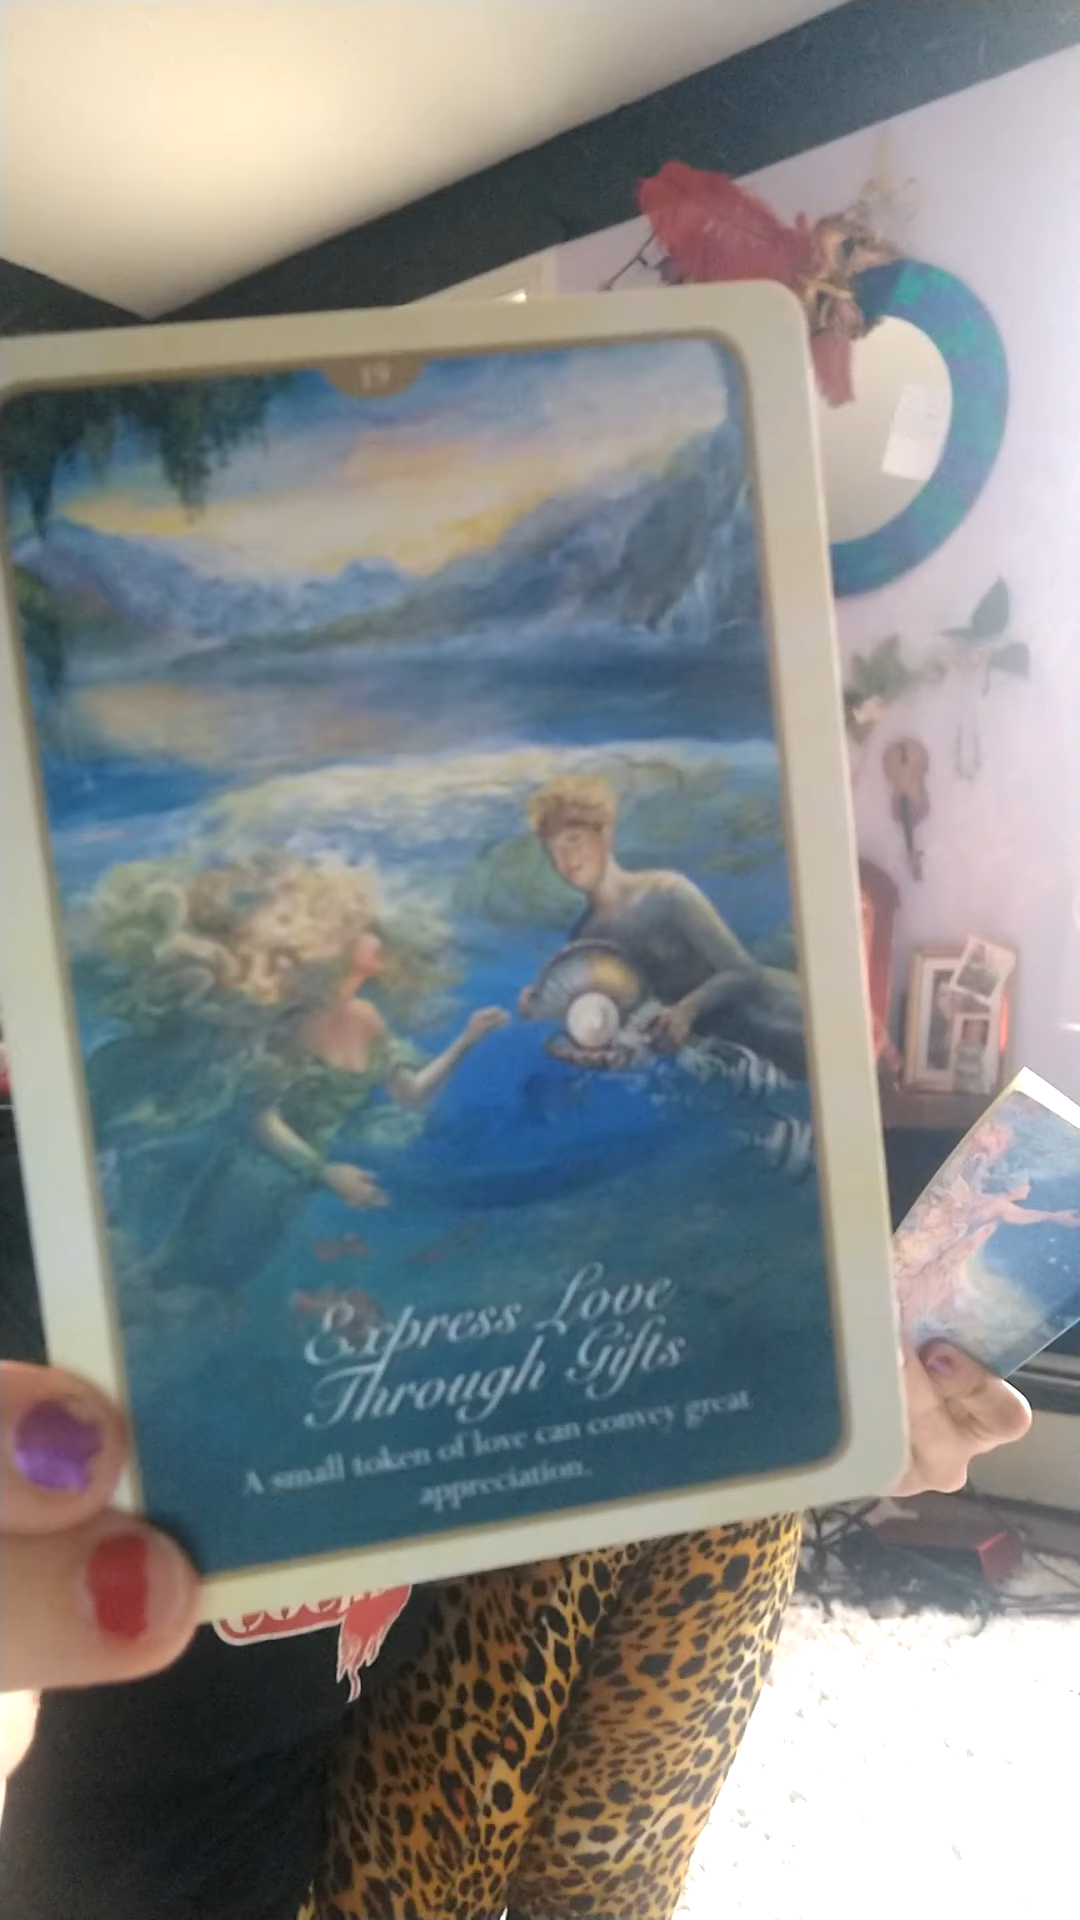 19
Express Love
Through Gifts
A small token of love can convey great
appreciation.